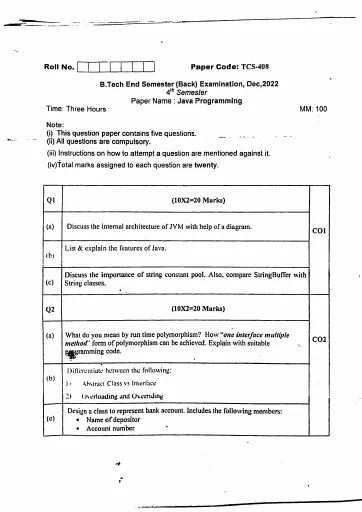 Roll No.
Paper Code: TCS-408
B.Tech End Semester (Back) Examination, Dec,2022
4th Semester
Paper Name : Java Programming
Time: Three Hours
MM: 100
Note:
(i) This question paper contains five questions.
(ii) All questions are compulsory.
(iii) Instructions on how to attempt a question are mentioned against it.
(iv)Total marks assigned to each question are twenty.
Q1
(10X2=20 Marks)
(a) Discuss the internal architecture of JVM with help of a diagram.
CO1
(b) List & explain the features of Java.
(c) Discuss the importance of string constant pool. Also, compare StringBuffer with
String classes.
Q2
(10X2=20 Marks)
(a) What do you mean by run time polymorphism? How "one interface multiple
method" form of polymorphism can be achieved. Explain with suitable
programming code.
CO2
(b) Differentiate between the following:
1) Abstract Class vs Interface
2) Overloading and Overriding
(c) Design a class to represent bank account. Includes the following members:
• Name of depositor
• Account number